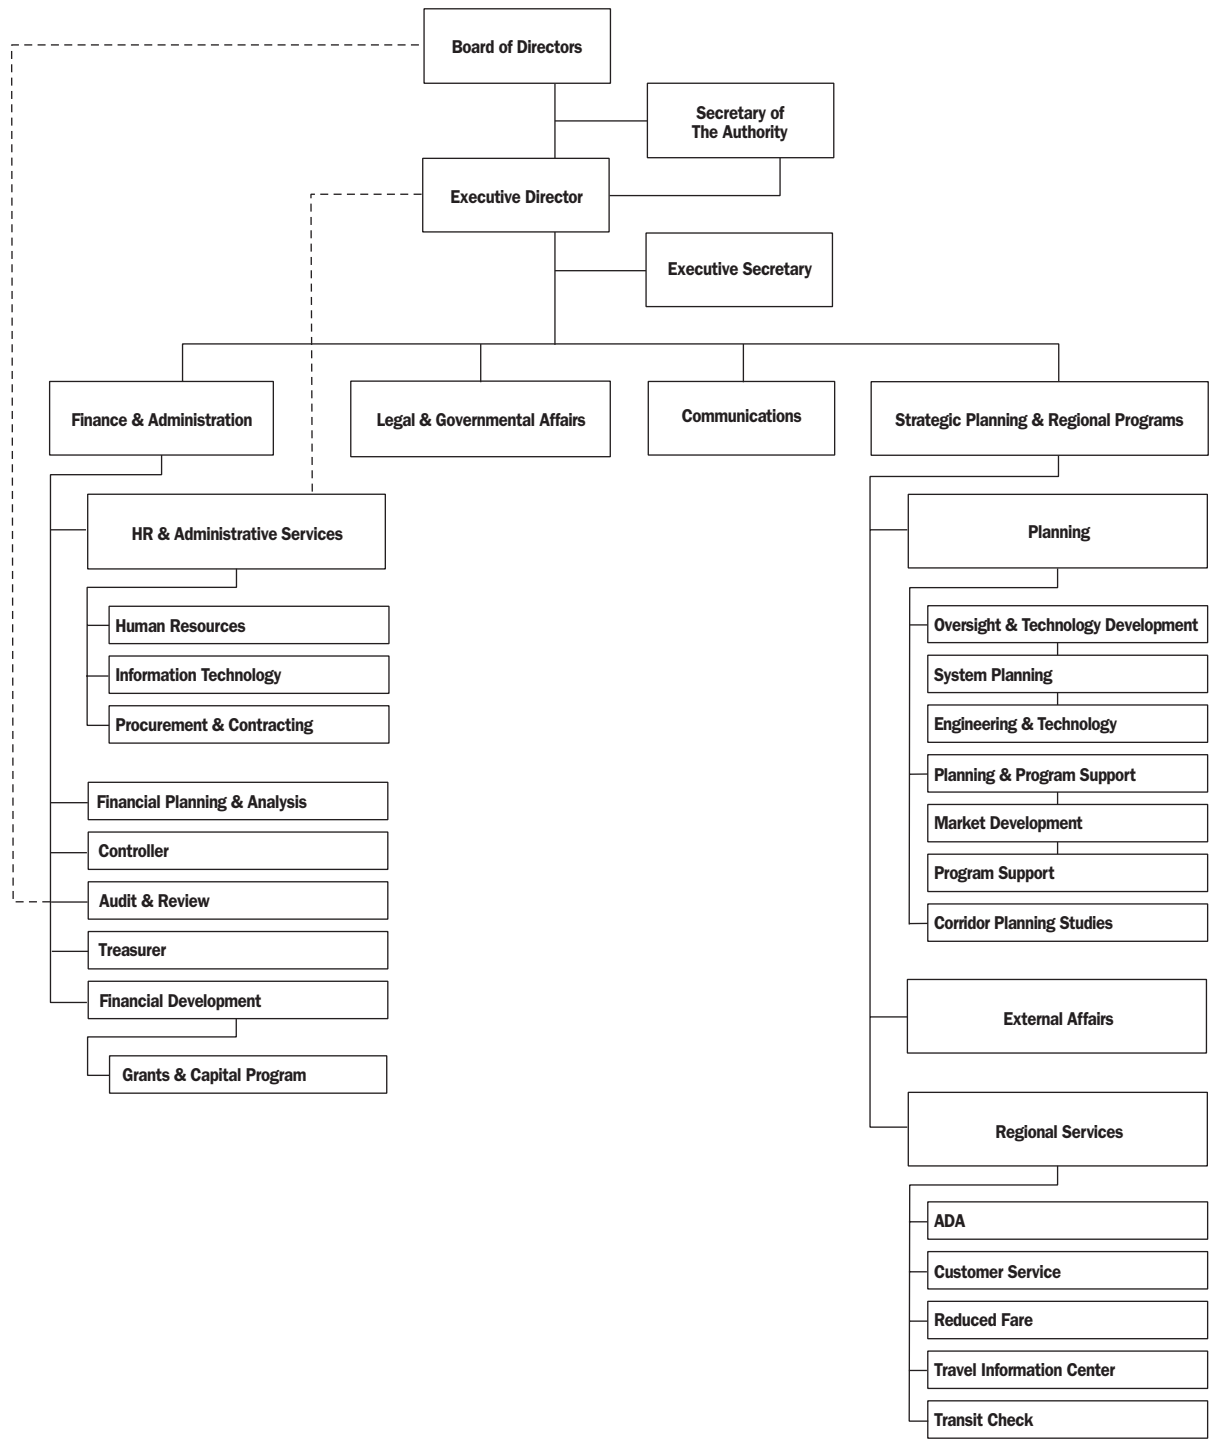 Board of Directors
Secretary of
The Authority
Executive Director
Executive Secretary
Finance & Administration
Legal & Governmental Affairs
Communications
Strategic Planning & Regional Programs
HR & Administrative Services
Human Resources
Information Technology
Procurement & Contracting
Financial Planning & Analysis
Controller
Audit & Review
Treasurer
Financial Development
Grants & Capital Program
Planning
Oversight & Technology Development
System Planning
Engineering & Technology
Planning & Program Support
Market Development
Program Support
Corridor Planning Studies
External Affairs
Regional Services
ADA
Customer Service
Reduced Fare
Travel Information Center
Transit Check